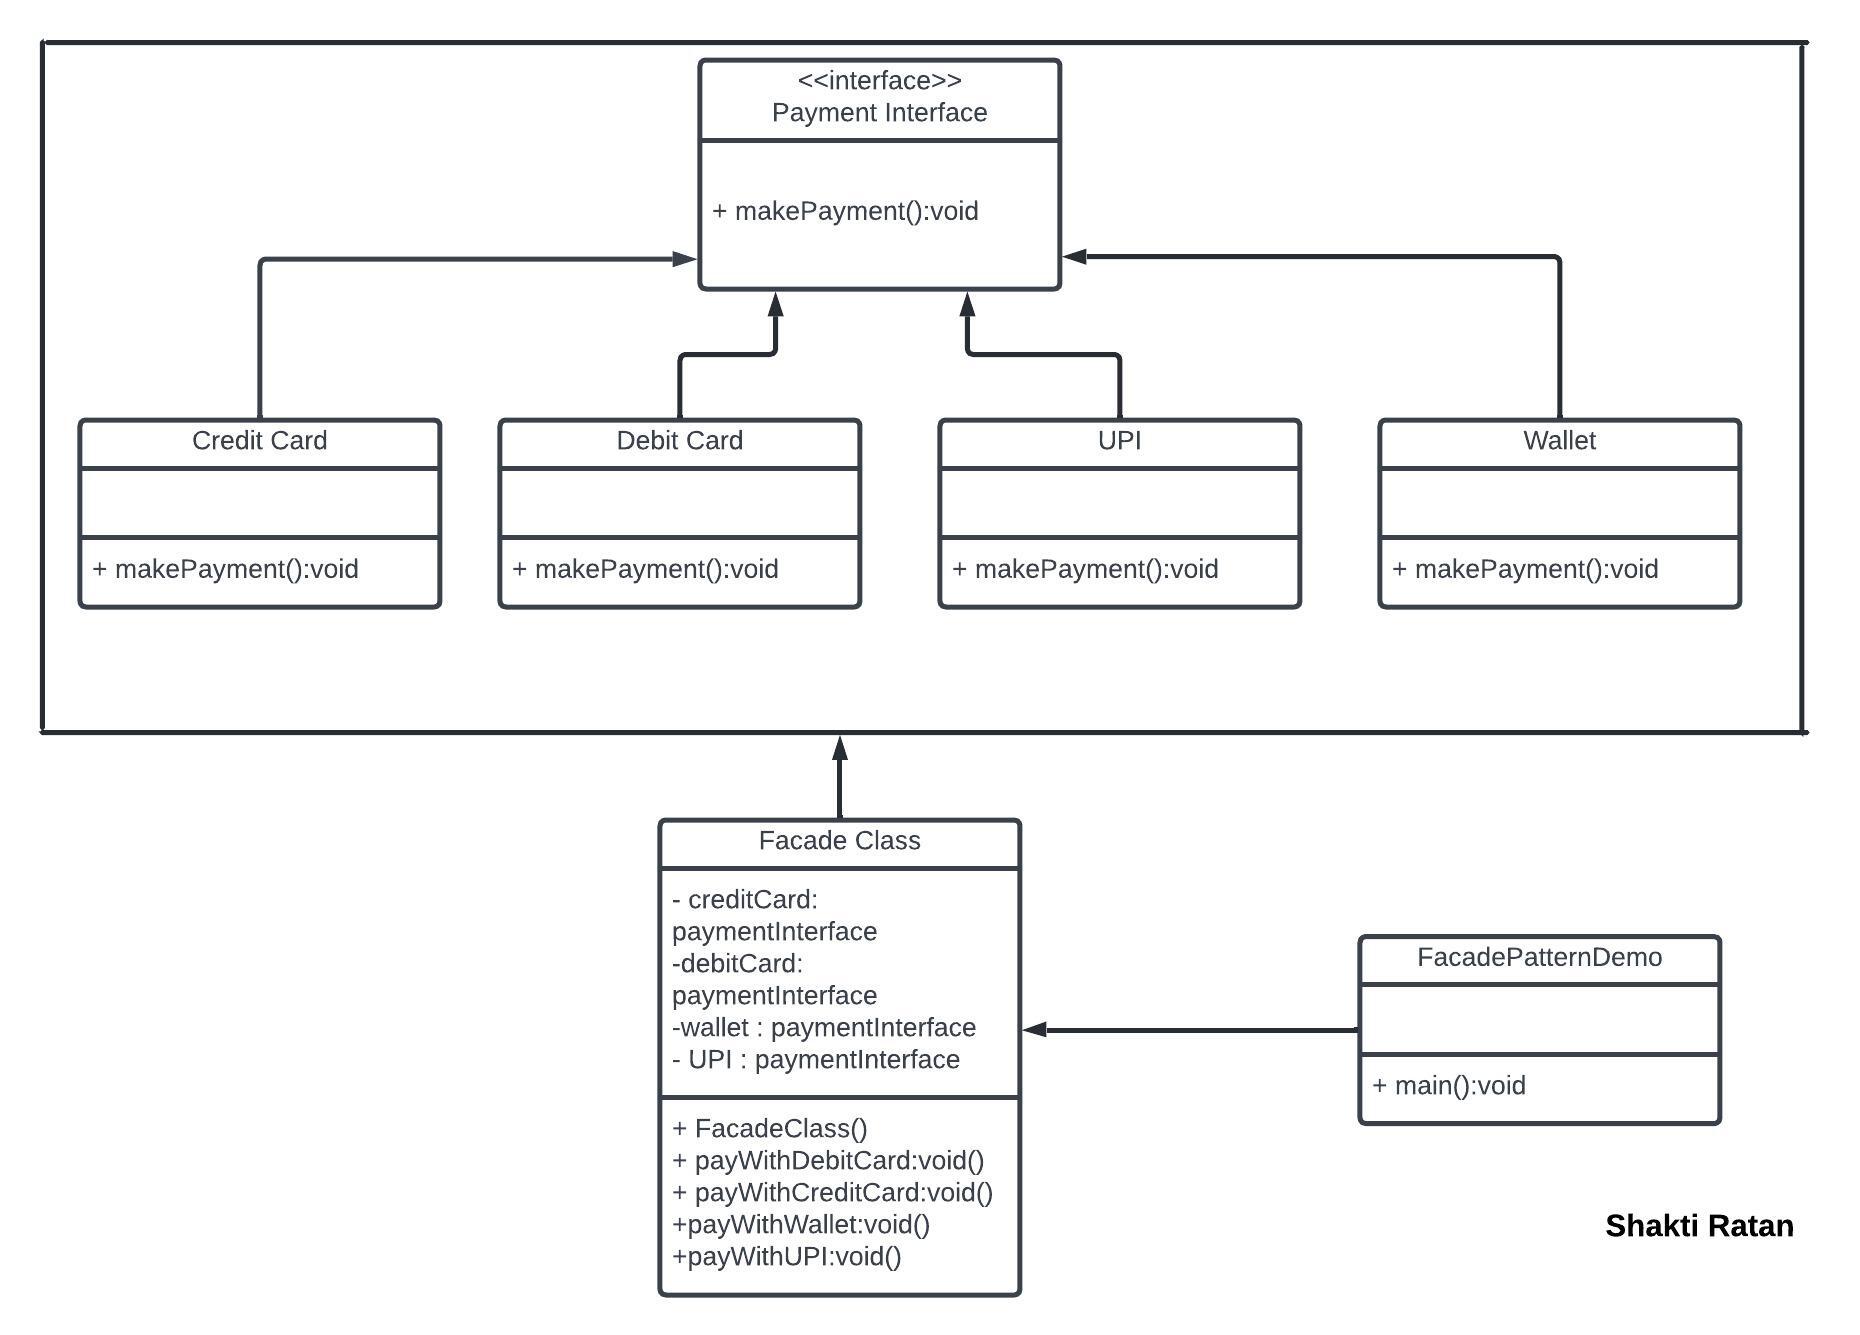 <<interface>>
Payment Interface
+ makePayment():void
Credit Card
+ makePayment():void
Debit Card
+ makePayment():void
UPI
+ makePayment():void
Wallet
+ makePayment():void
Facade Class
- creditCard:
paymentInterface
-debitCard:
paymentInterface
-wallet : paymentInterface
- UPI : paymentInterface
+ FacadeClass()
+ payWithDebitCard:void()
+ payWithCreditCard:void()
+payWithWallet:void()
+payWithUPI:void()
FacadePatternDemo
+ main():void
Shakti Ratan